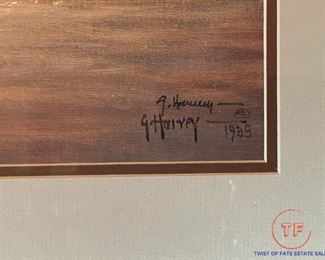 G. Harvey
G Harvey
1983
TF
TWIST OF FATE ESTATE SAL